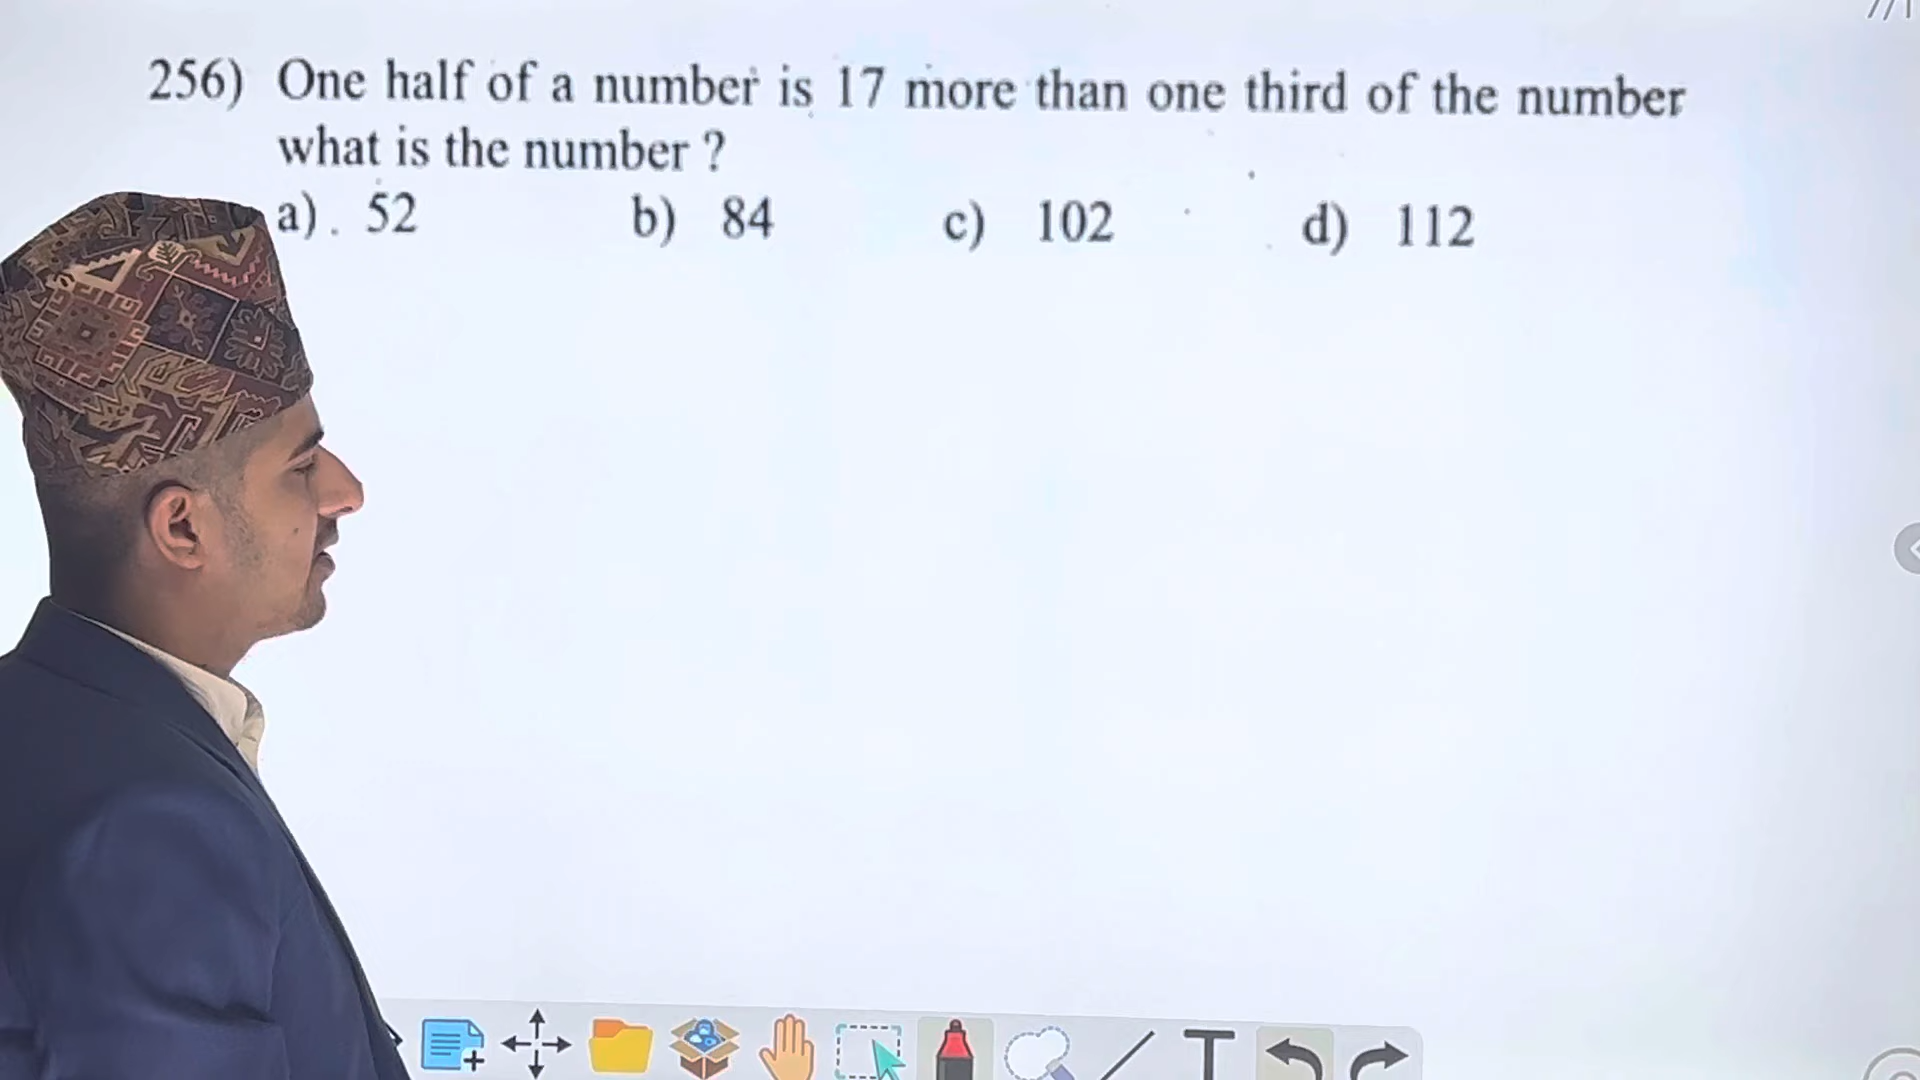 256) One half of a number is 17 more than one third of the number
what is the number ?
a). 52 b) 84 c) 102 d) 112